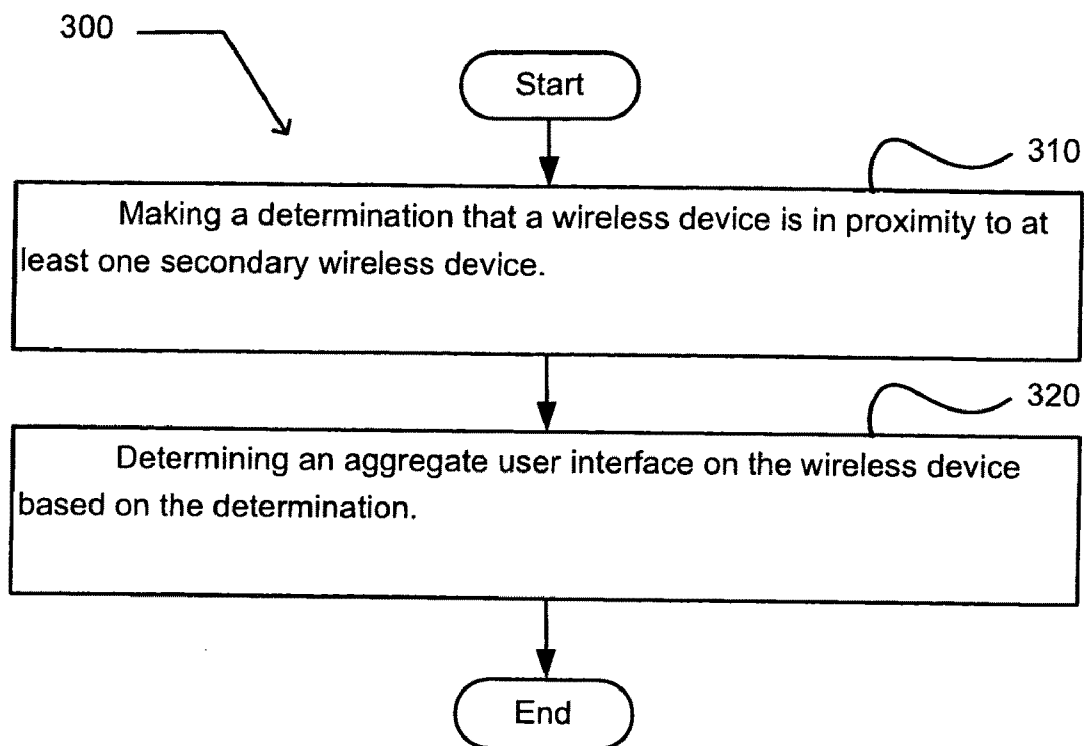 300
Start
310
Making a determination that a wireless device is in proximity to at
least one secondary wireless device.
320
Determining an aggregate user interface on the wireless device
based on the determination.
End